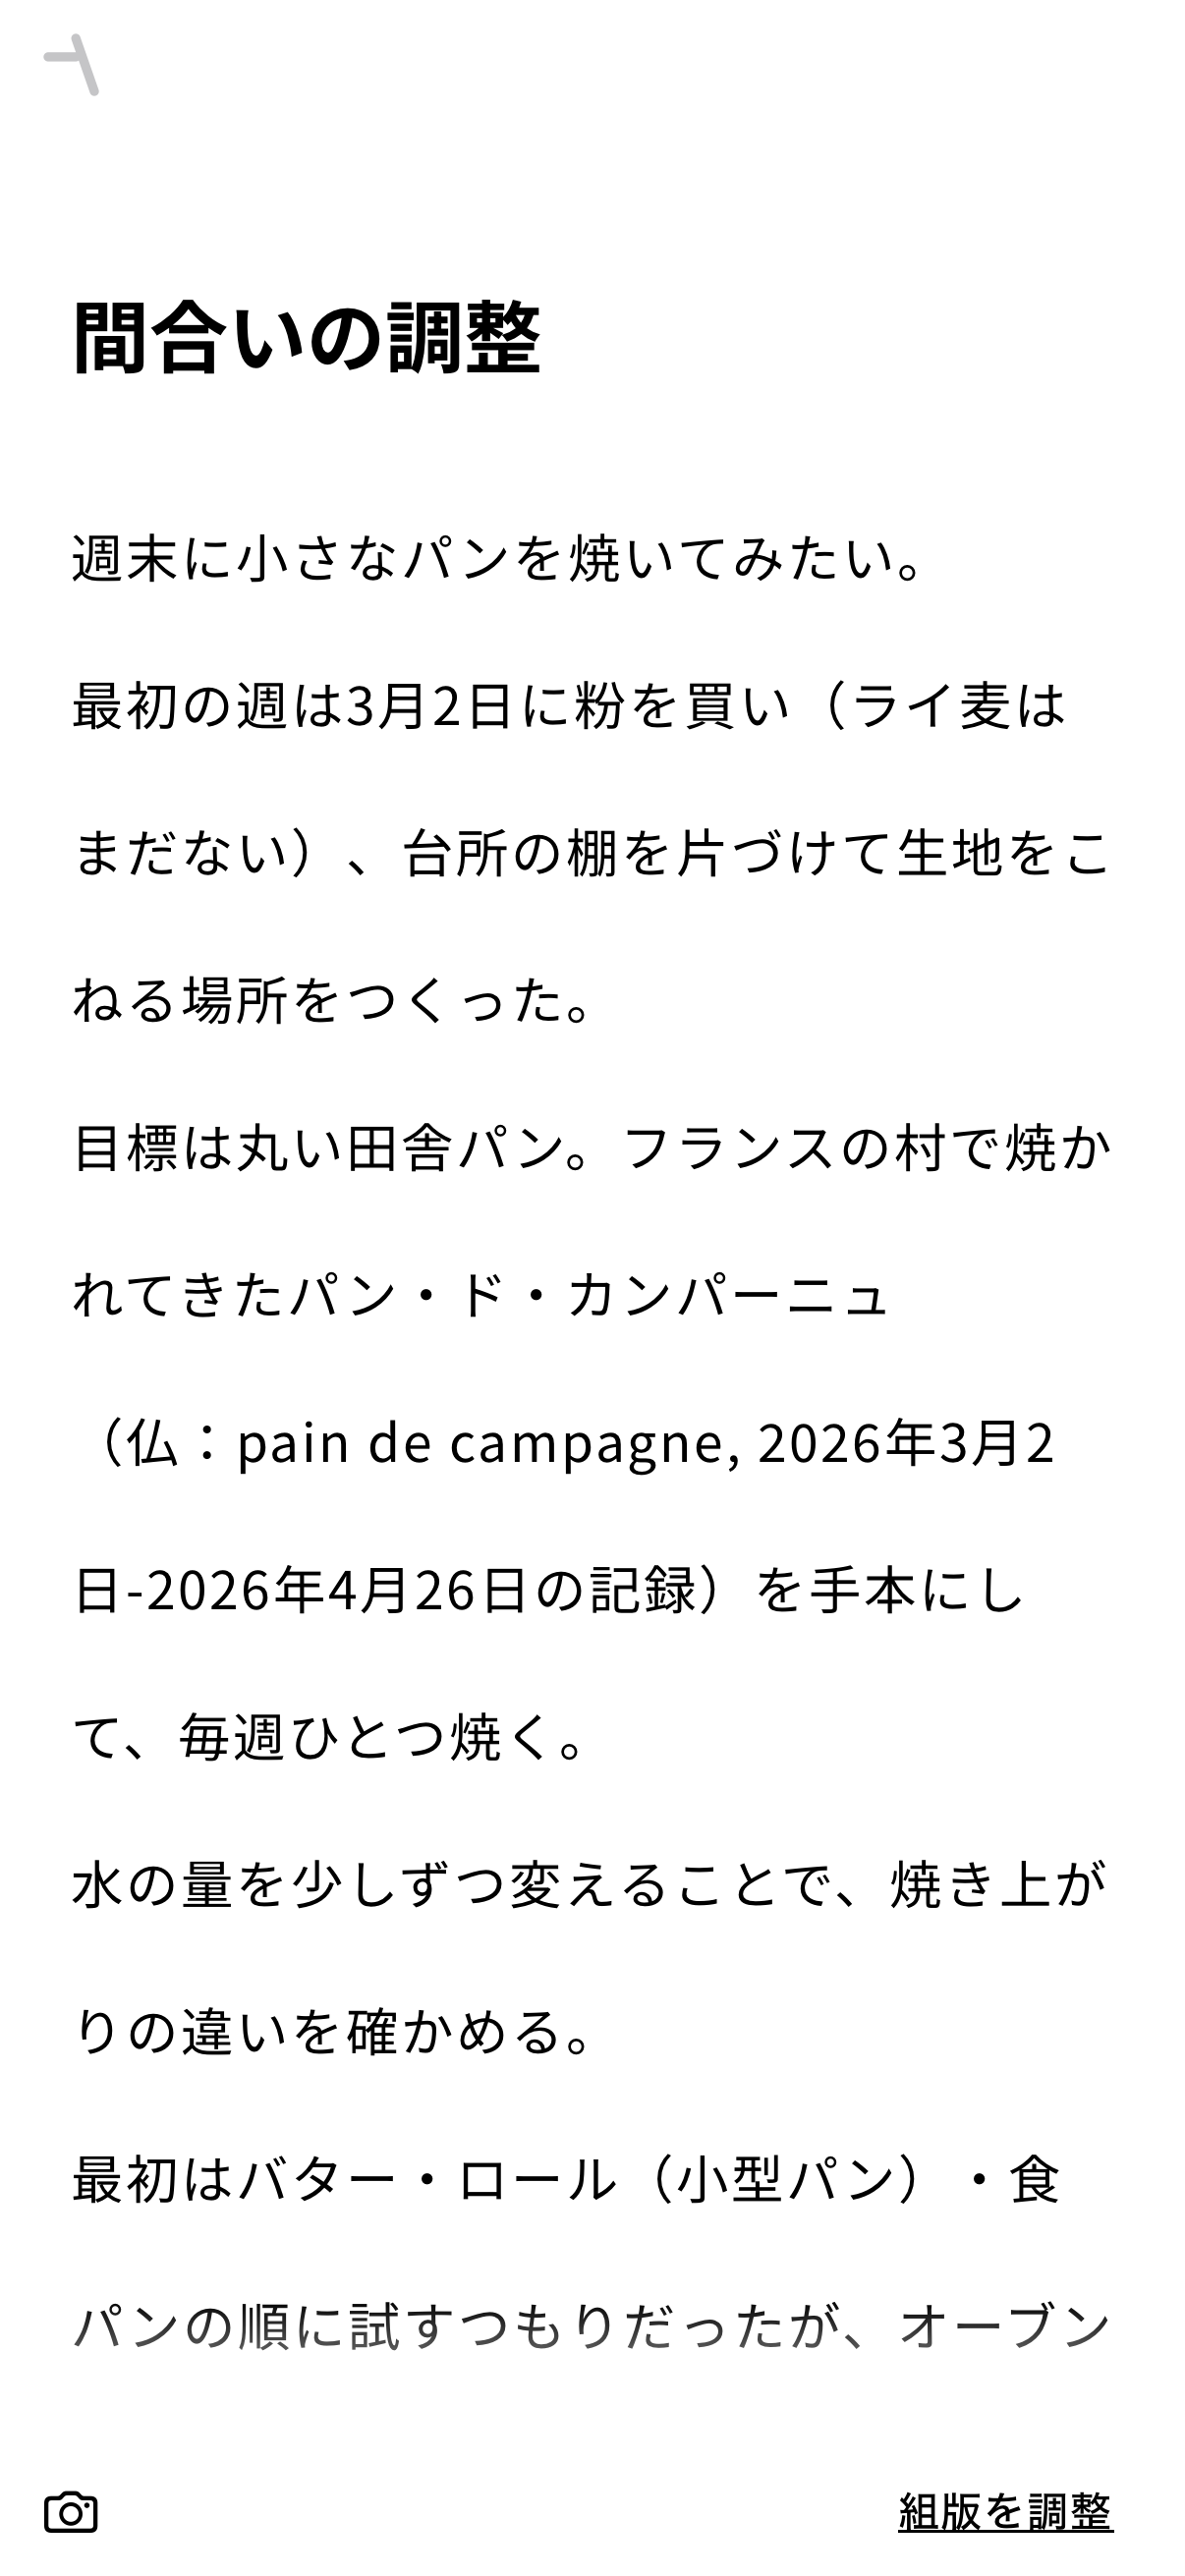 間合いの調整
週末に小さなパンを焼いてみたい。
最初の週は3月2日に粉を買い（ライ麦は
まだない）、台所の棚を片づけて生地をこ
ねる場所をつくった。
目標は丸い田舎パン。フランスの村で焼か
れてきたパン・ド・カンパーニュ
（仏：pain de campagne, 2026年3月2
日-2026年4月26日の記録）を手本にし
て、毎週ひとつ焼く。
水の量を少しずつ変えることで、焼き上が
りの違いを確かめる。
最初はバター・ロール（小型パン）・食
パンの順に試すつもりだったが、オーブン
組版を調整